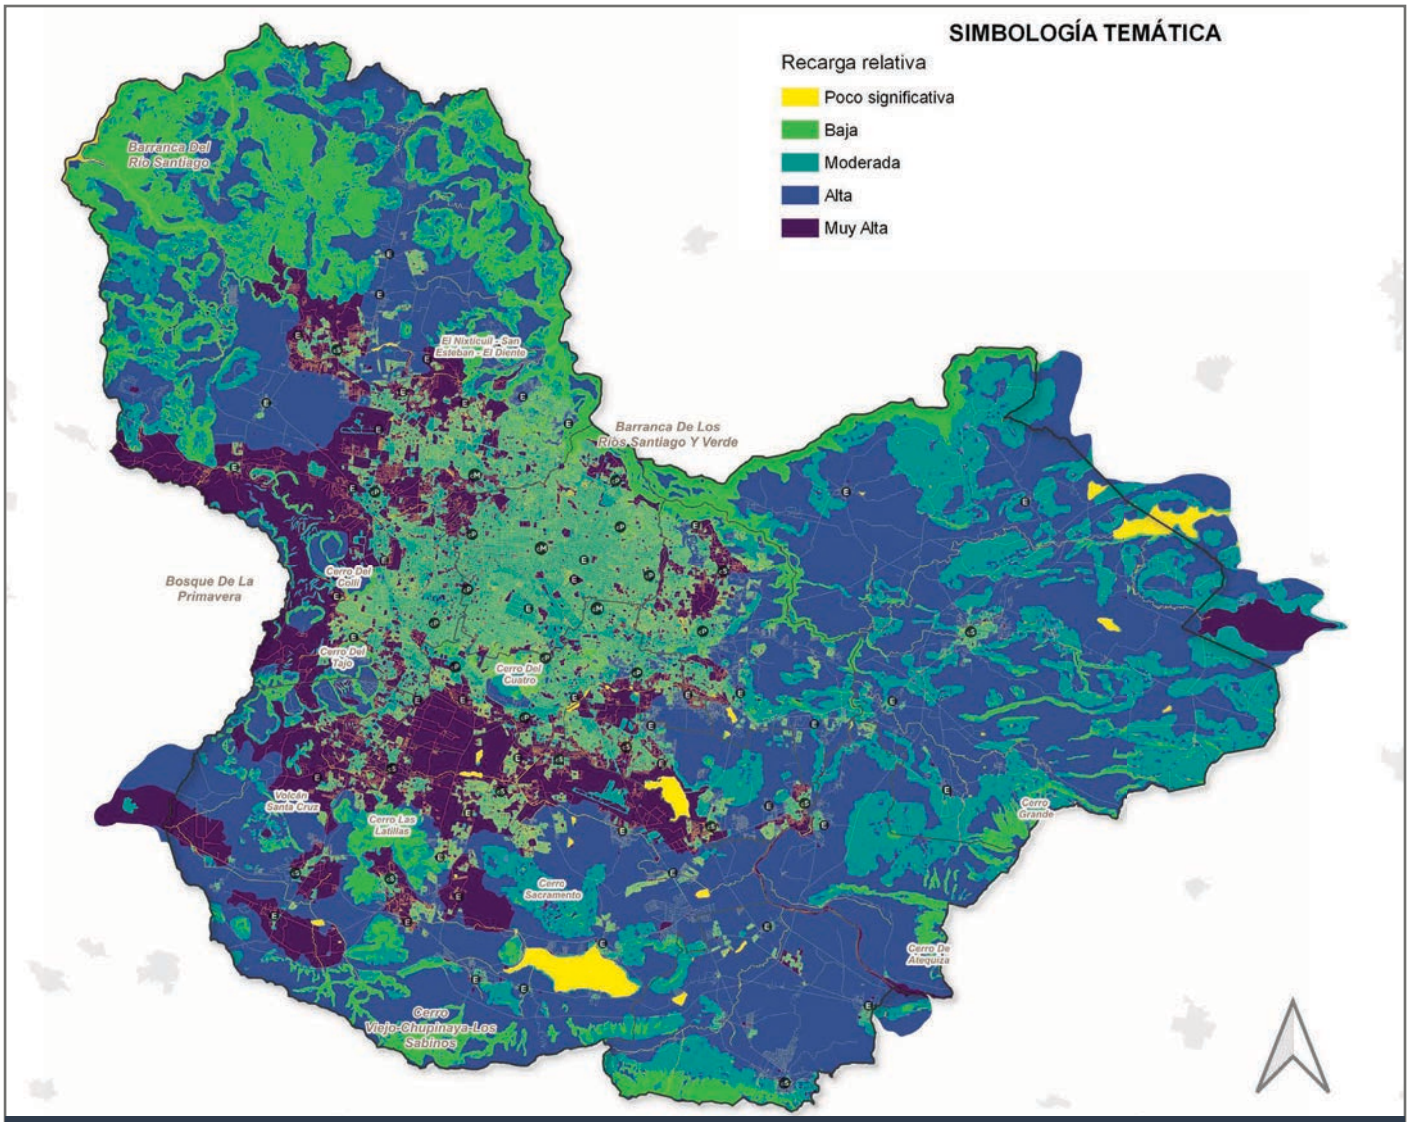 SIMBOLOGÍA TEMÁTICA
Recarga relativa
Poco significativa
Baja
Moderada
Alta
Muy Alta
Barranca Del
Río Santiago
El Nixticuil - San
Esteban - El Diente
Barranca De Los
Ríos Santiago Y Verde
Bosque De La
Primavera
Cerro Del
Colli
Cerro Del
Tajo
Cerro Del
Cuatro
Volcán
Santa Cruz
Cerro Las
Latillas
Cerro
Grande
Cerro
Sacramento
Cerro De
Atequiza
Cerro
Viejo-Chupinaya-Los
Sabinos